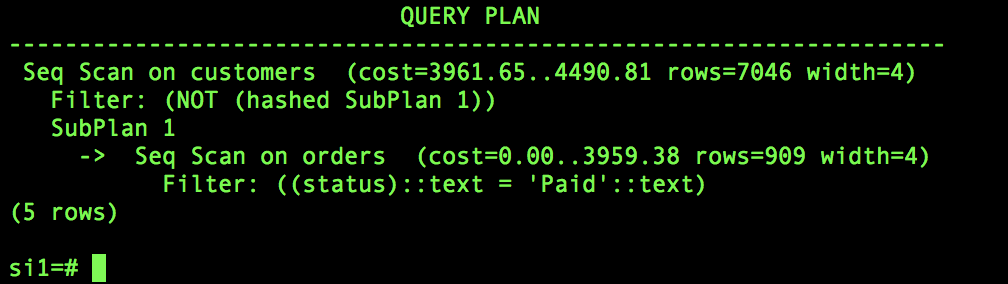 QUERY PLAN
-------------------------------------------------------------------
Seq Scan on customers  (cost=3961.65..4490.81 rows=7046 width=4)
  Filter: (NOT (hashed SubPlan 1))
  SubPlan 1
    ->  Seq Scan on orders  (cost=0.00..3959.38 rows=909 width=4)
          Filter: ((status)::text = 'Paid'::text)
(5 rows)
si1=#